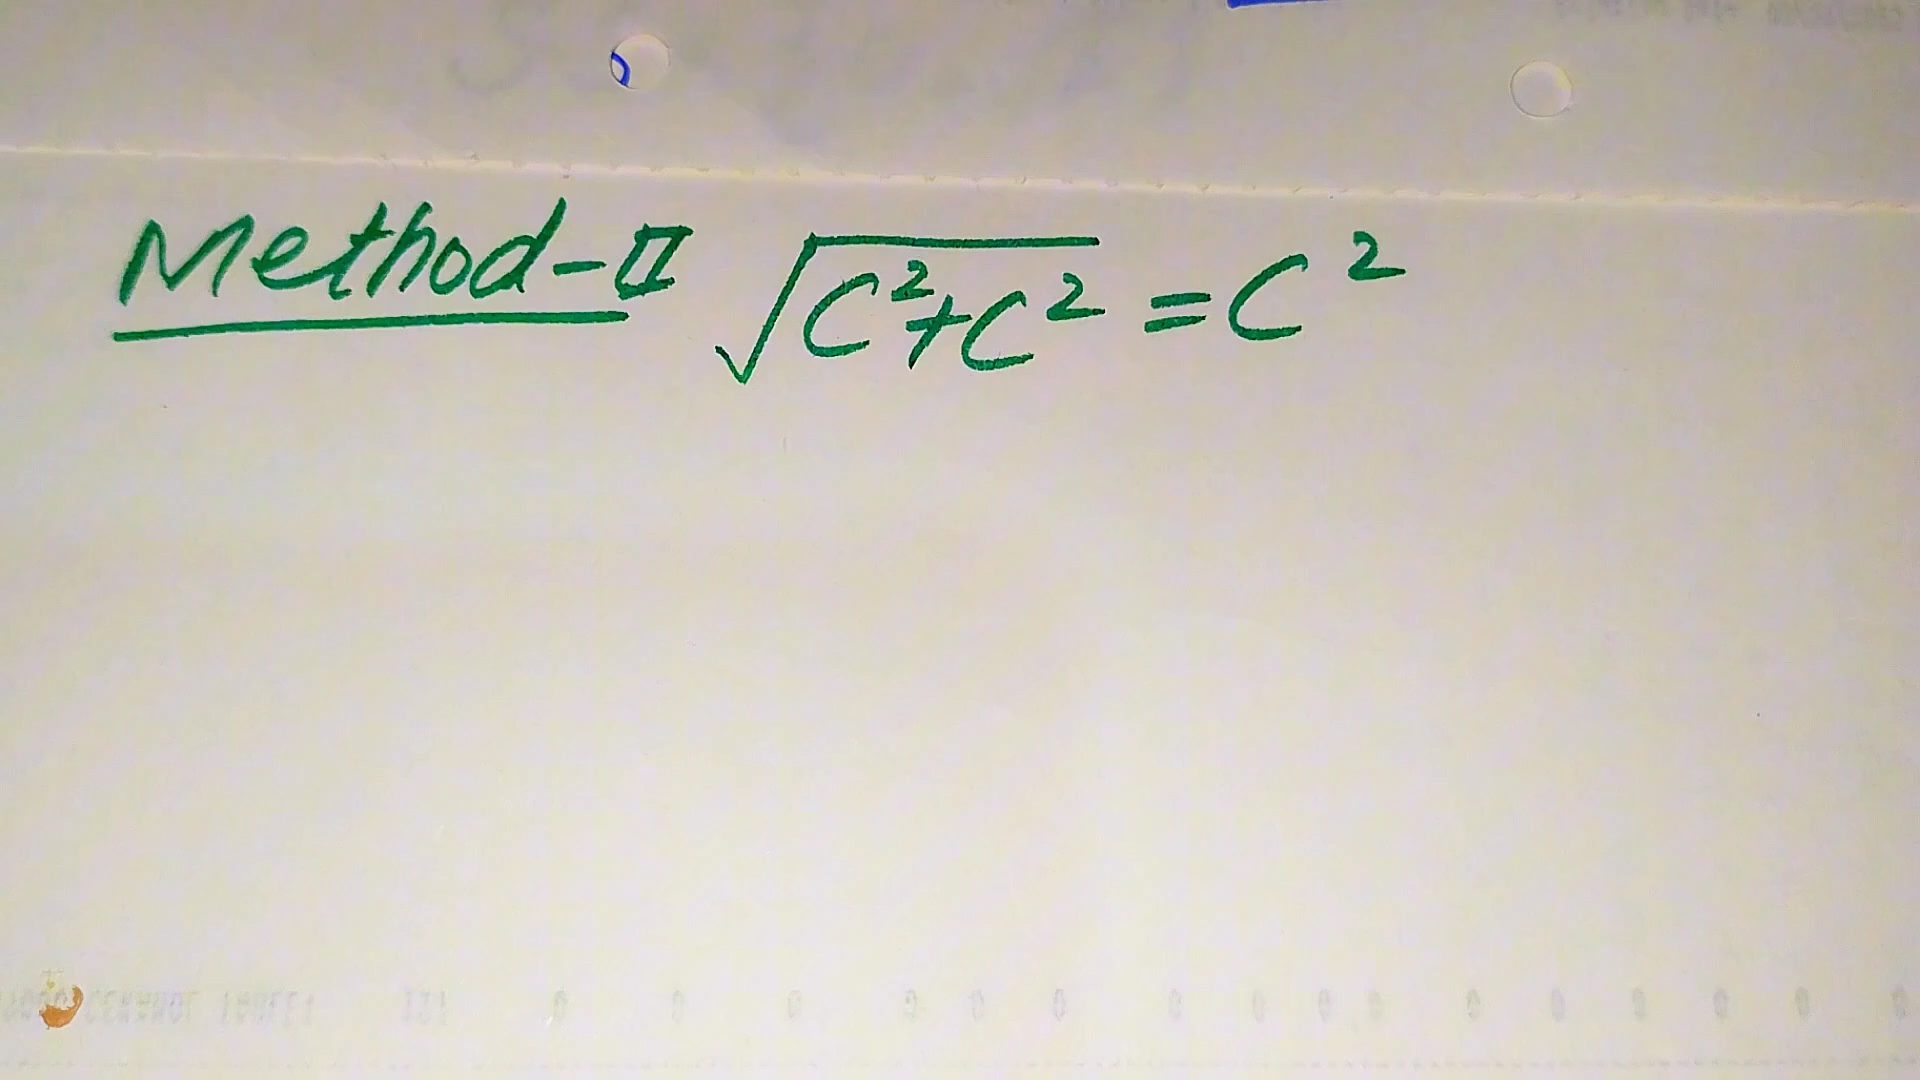 Method-II √C²+C² = C²